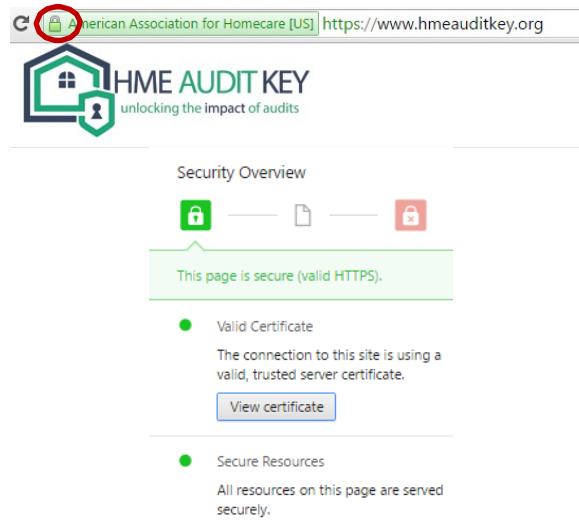 American Association for Homecare [US] https://www.hmeauditkey.org
HME AUDIT KEY
unlocking the impact of audits
Security Overview
This page is secure (valid HTTPS).
Valid Certificate
The connection to this site is using a
valid, trusted server certificate.
View certificate
Secure Resources
All resources on this page are served
securely.